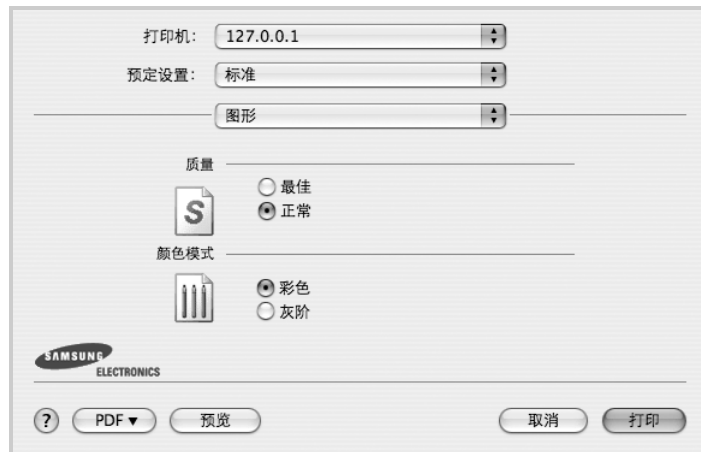 打印机: 127.0.0.1
预定设置: 标准
图形
质量
S
最佳
正常
颜色模式
彩色
灰阶
SAMSUNG
ELECTRONICS
? PDF▼ 预览 取消 打印